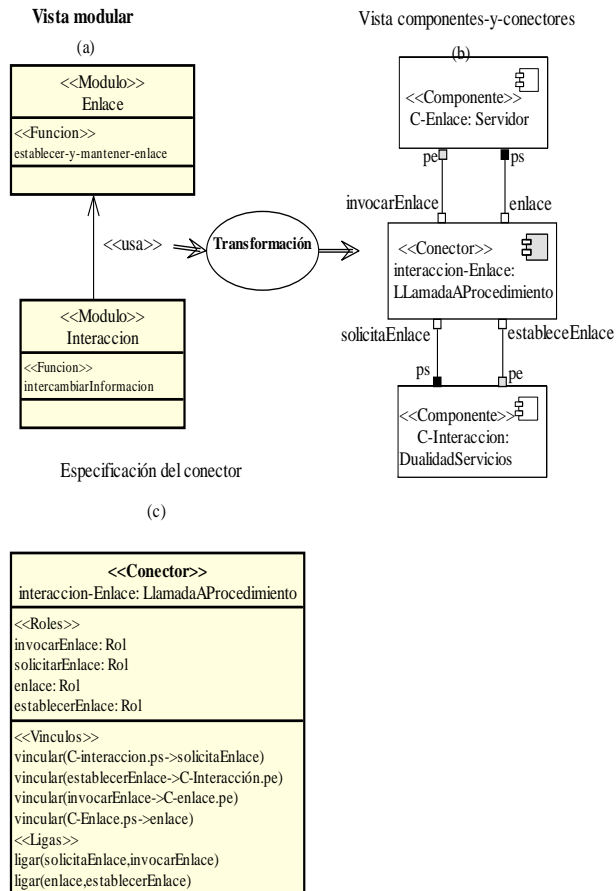 Vista modular
(a)
<<Modulo>>
Enlace
<<Funcion>>
establecer-y-mantener-enlace
<<usa>>
<<Modulo>>
Interaccion
<<Funcion>>
intercambiarInformacion
Transformación
Vista componentes-y-conectores
(b)
<<Componente>>
C-Enlace: Servidor
pe
ps
invocarEnlace
enlace
<<Conector>>
interaccion-Enlace:
LLamadaAProcedimiento
solicitaEnlace
estableceEnlace
ps
pe
<<Componente>>
C-Interaccion:
DualidadServicios
Especificación del conector
(c)
<<Conector>>
interaccion-Enlace: LlamadaAProcedimiento
<<Roles>>
invocarEnlace: Rol
solicitarEnlace: Rol
enlace: Rol
establecerEnlace: Rol
<<Vinculos>>
vincular(C-interaccion.ps->solicitaEnlace)
vincular(establecerEnlace->C-Interacción.pe)
vincular(invocarEnlace->C-enlace.pe)
vincular(C-Enlace.ps->enlace)
<<Ligas>>
ligar(solicitaEnlace,invocarEnlace)
ligar(enlace,establecerEnlace)